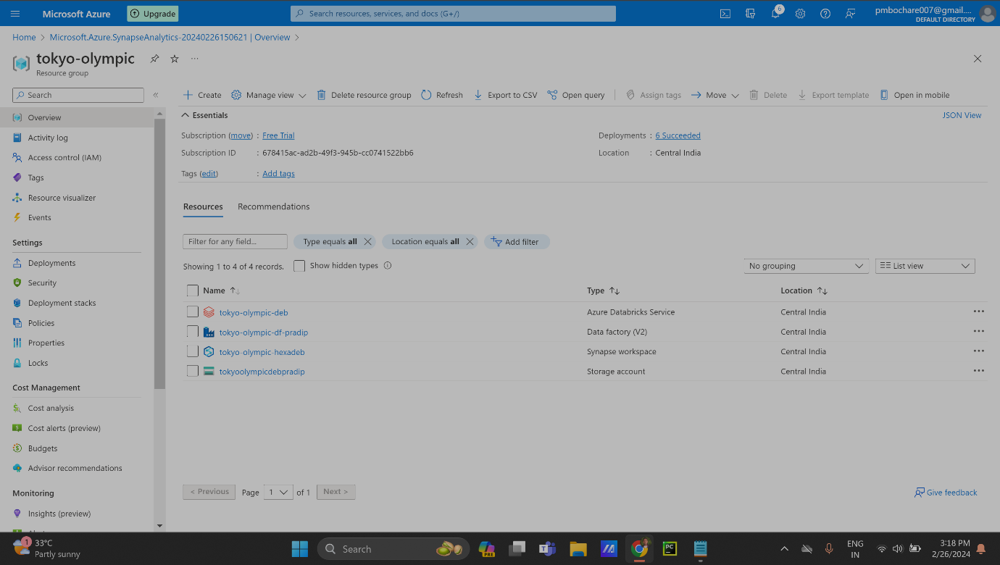 Microsoft Azure
Upgrade
Search resources, services, and docs (G+/)
6
pmbochare007@gmail....
DEFAULT DIRECTORY
Home > Microsoft.Azure.SynapseAnalytics-20240226150621 | Overview >
tokyo-olympic
Resource group
Search
Overview
Activity log
Access control (IAM)
Tags
Resource visualizer
Events
Settings
Deployments
Security
Deployment stacks
Policies
Properties
Locks
Cost Management
Cost analysis
Cost alerts (preview)
Budgets
Advisor recommendations
Monitoring
Insights (preview)
Create Manage view Delete resource group Refresh Export to CSV Open query Assign tags Move Delete Export template Open in mobile
Essentials
JSON View
Subscription (move) : Free Trial
Deployments : 6 Succeeded
Subscription ID : 678415ac-ad2b-49f3-945b-cc0741522bb6
Location : Central India
Tags (edit) : Add tags
Resources Recommendations
Filter for any field... Type equals all Location equals all Add filter
Showing 1 to 4 of 4 records. Show hidden types
No grouping List view
Name Type Location
tokyo-olympic-deb Azure Databricks Service Central India
tokyo-olympic-df-pradip Data factory (V2) Central India
tokyo-olympic-hexadeb Synapse workspace Central India
tokyoolympicdebpradip Storage account Central India
< Previous Page 1 of 1 Next >
Give feedback
1
33°C
Partly sunny
Search
PRE
PC
ENG
IN
3:18 PM
2/26/2024